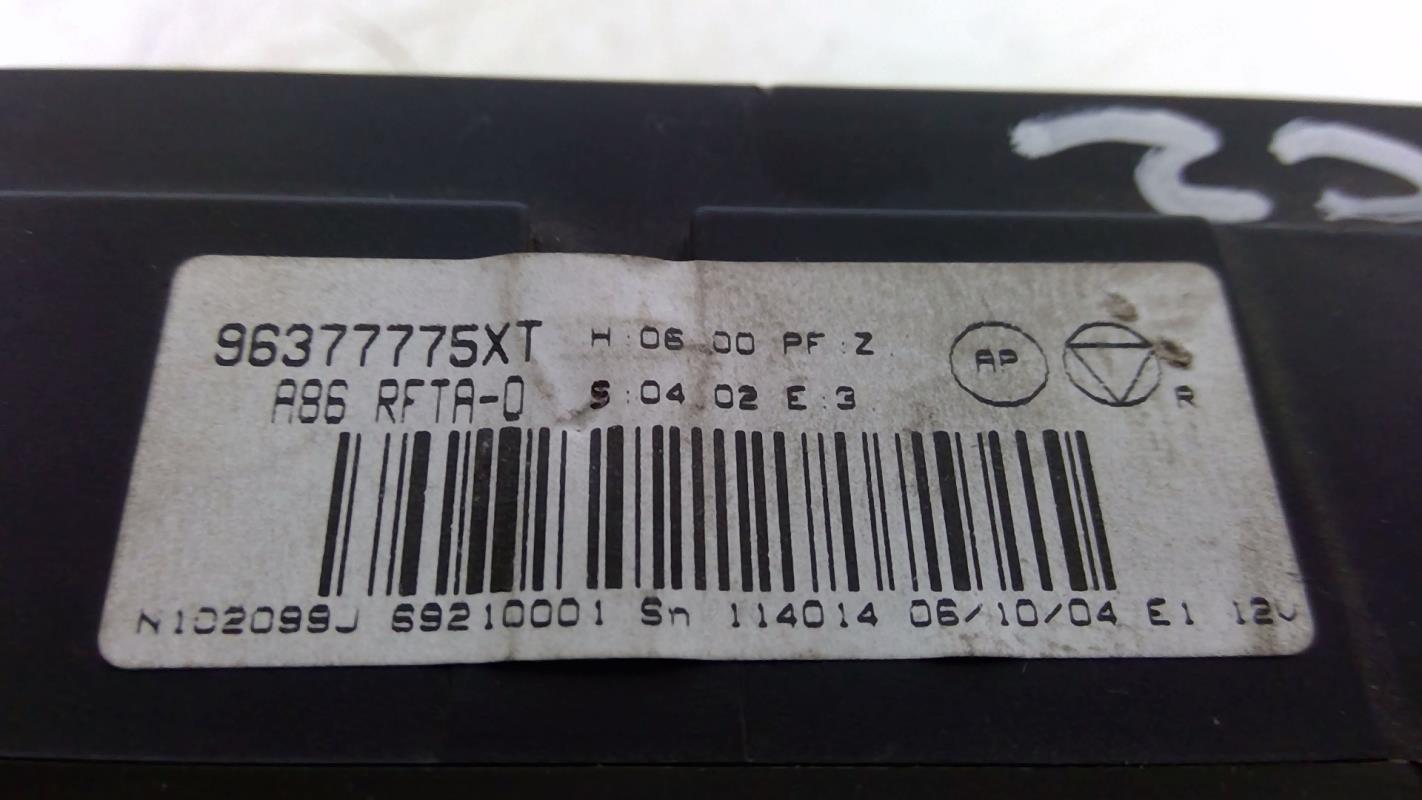 96377775XT H:06 00 PF:Z
A86 RFTA-0 S:04 02 E:3
AP
R
N102099J 69210001 Sn 114014 06/10/04 E1 12V